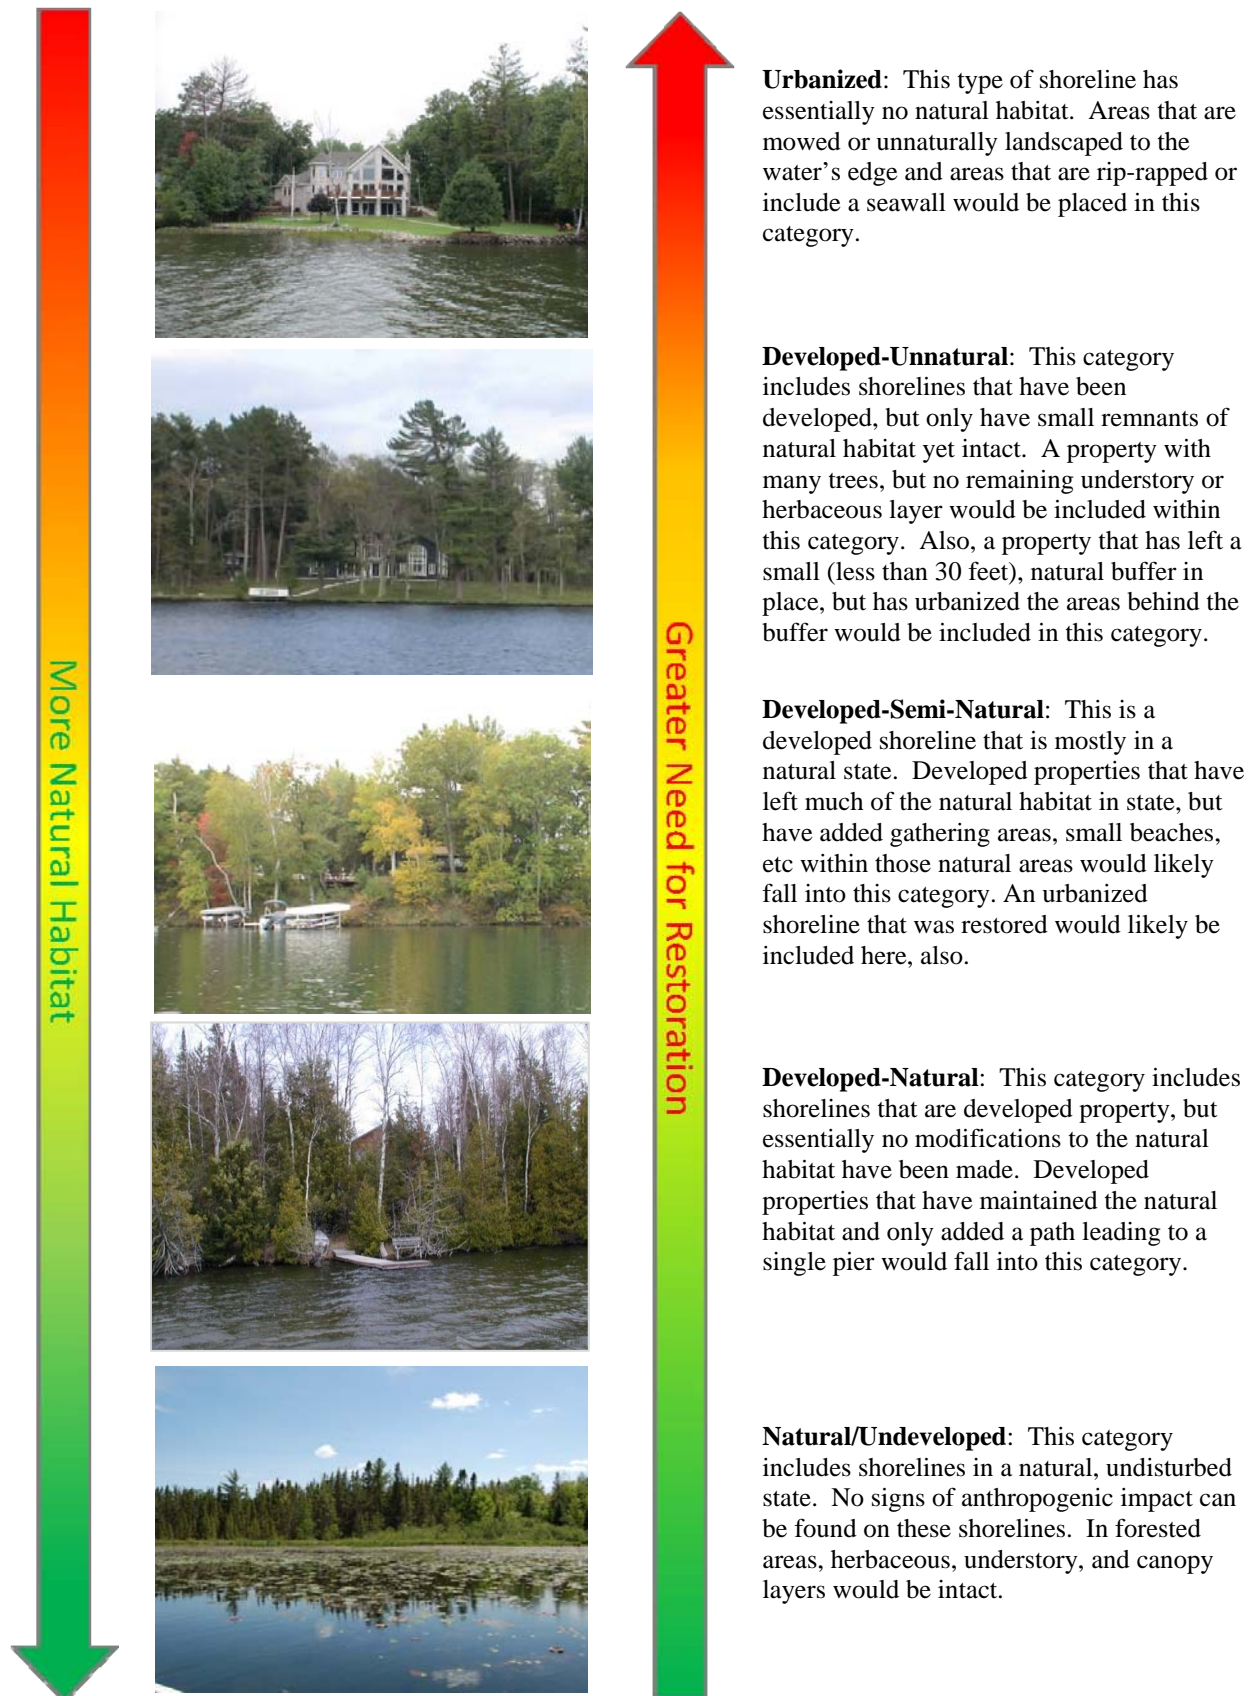 More Natural Habitat
Greater Need for Restoration
Urbanized: This type of shoreline has
essentially no natural habitat. Areas that are
mowed or unnaturally landscaped to the
water's edge and areas that are rip-rapped or
include a seawall would be placed in this
category.
Developed-Unnatural: This category
includes shorelines that have been
developed, but only have small remnants of
natural habitat yet intact. A property with
many trees, but no remaining understory or
herbaceous layer would be included within
this category. Also, a property that has left a
small (less than 30 feet), natural buffer in
place, but has urbanized the areas behind the
buffer would be included in this category.
Developed-Semi-Natural: This is a
developed shoreline that is mostly in a
natural state. Developed properties that have
left much of the natural habitat in state, but
have added gathering areas, small beaches,
etc within those natural areas would likely
fall into this category. An urbanized
shoreline that was restored would likely be
included here, also.
Developed-Natural: This category includes
shorelines that are developed property, but
essentially no modifications to the natural
habitat have been made. Developed
properties that have maintained the natural
habitat and only added a path leading to a
single pier would fall into this category.
Natural/Undeveloped: This category
includes shorelines in a natural, undisturbed
state. No signs of anthropogenic impact can
be found on these shorelines. In forested
areas, herbaceous, understory, and canopy
layers would be intact.